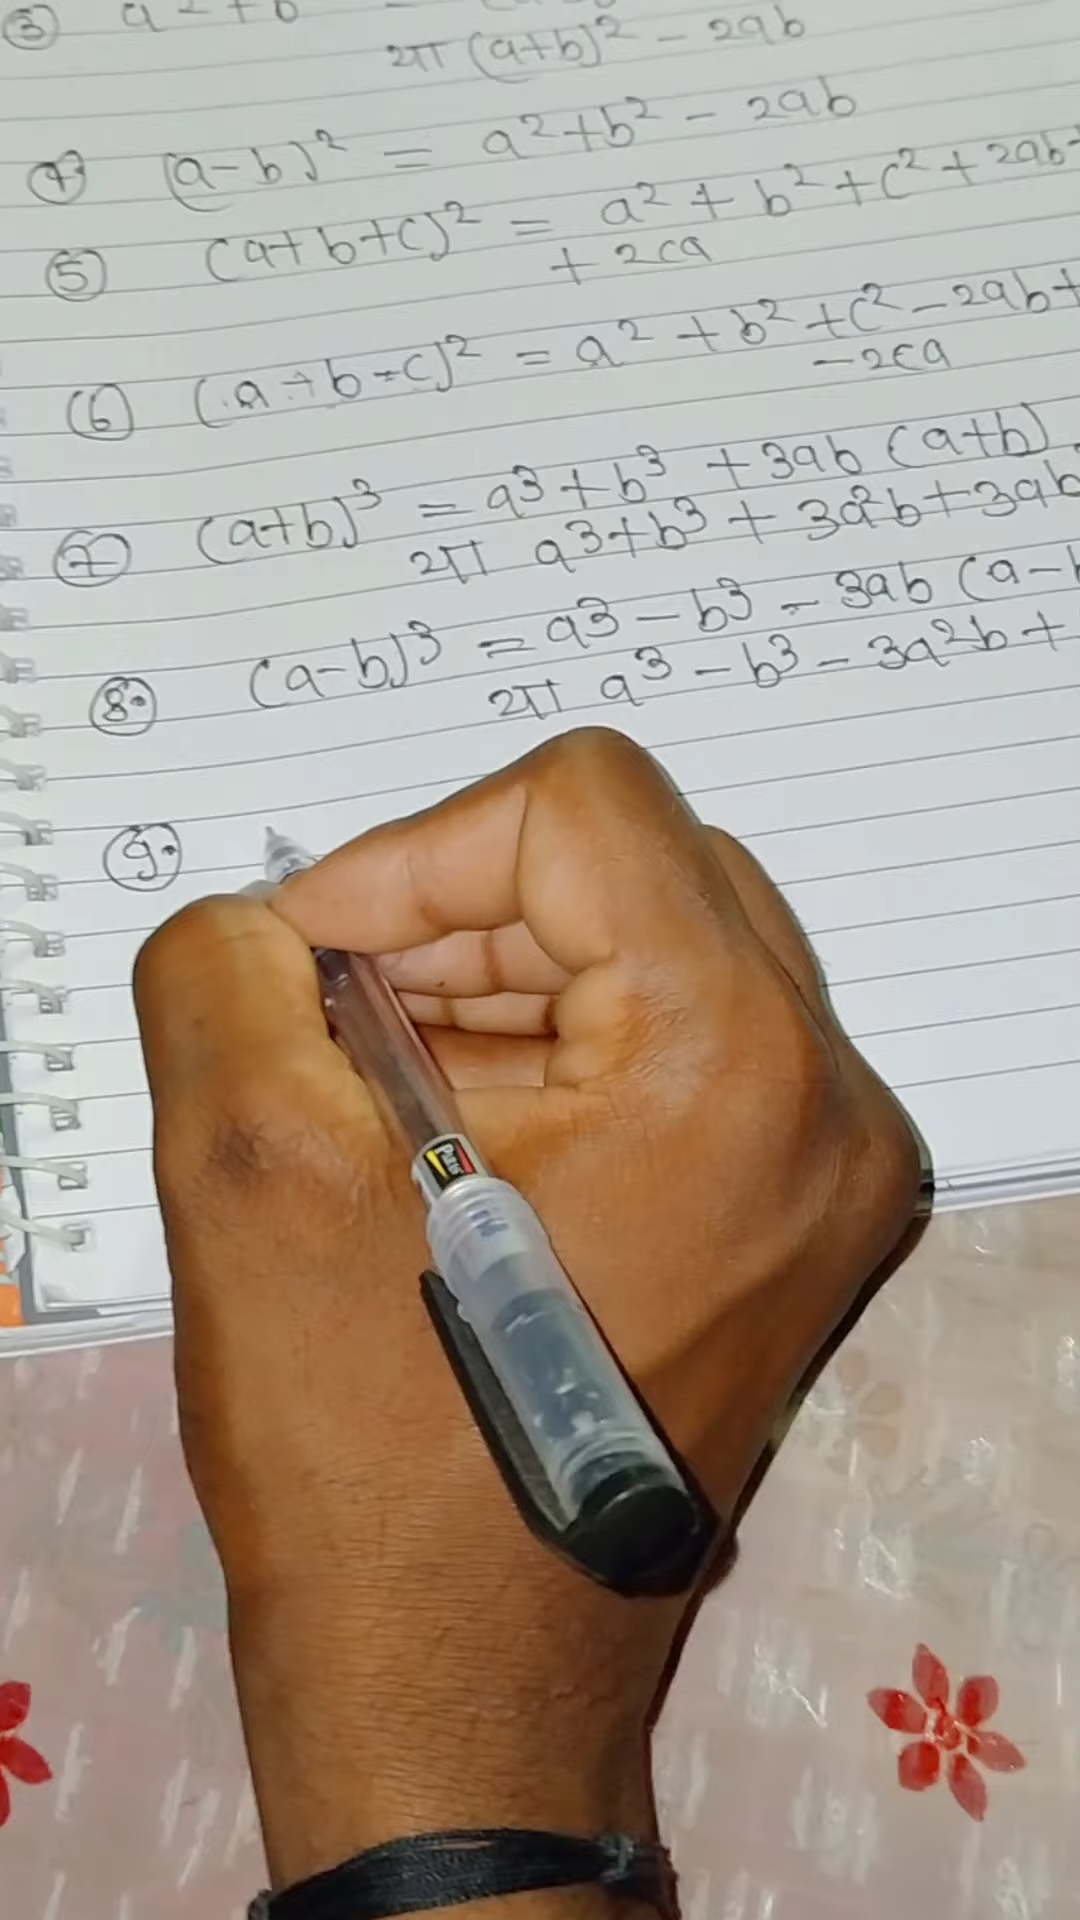 ③ a² + b
या (a+b)² - 2ab
④ (a-b)² = a²+b² - 2ab
⑤ (a+b+c)² = a² + b² + c² + 2ab+
+ 2ca
⑥ (a+b-c)² = a² + b² + c² - 2ab+
- 2ca
⑦ (a+b)³ = a³+b³ + 3ab (a+b)
या a³+b³ + 3a²b+3ab
⑧ (a-b)³ = a³ - b³ - 3ab (a-b
या a³ - b³ - 3a²b +
⑨